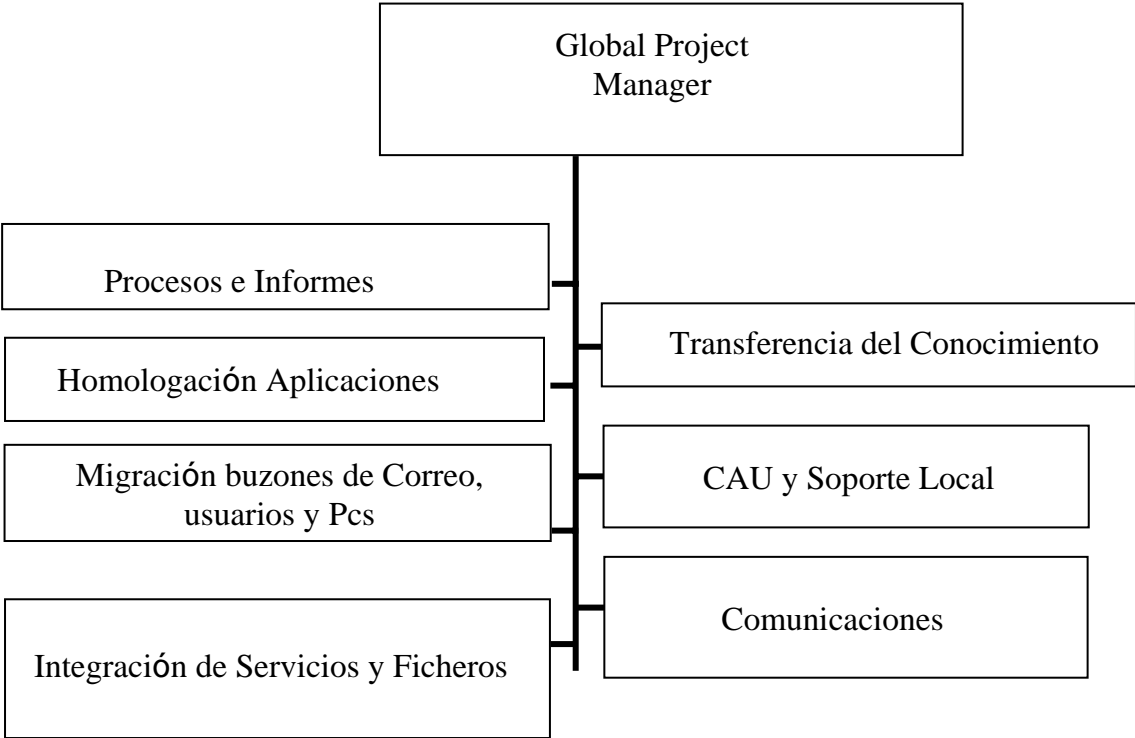 Global Project
Manager
Procesos e Informes
Transferencia del Conocimiento
Homologación Aplicaciones
Migración buzones de Correo,
usuarios y Pcs
CAU y Soporte Local
Comunicaciones
Integración de Servicios y Ficheros